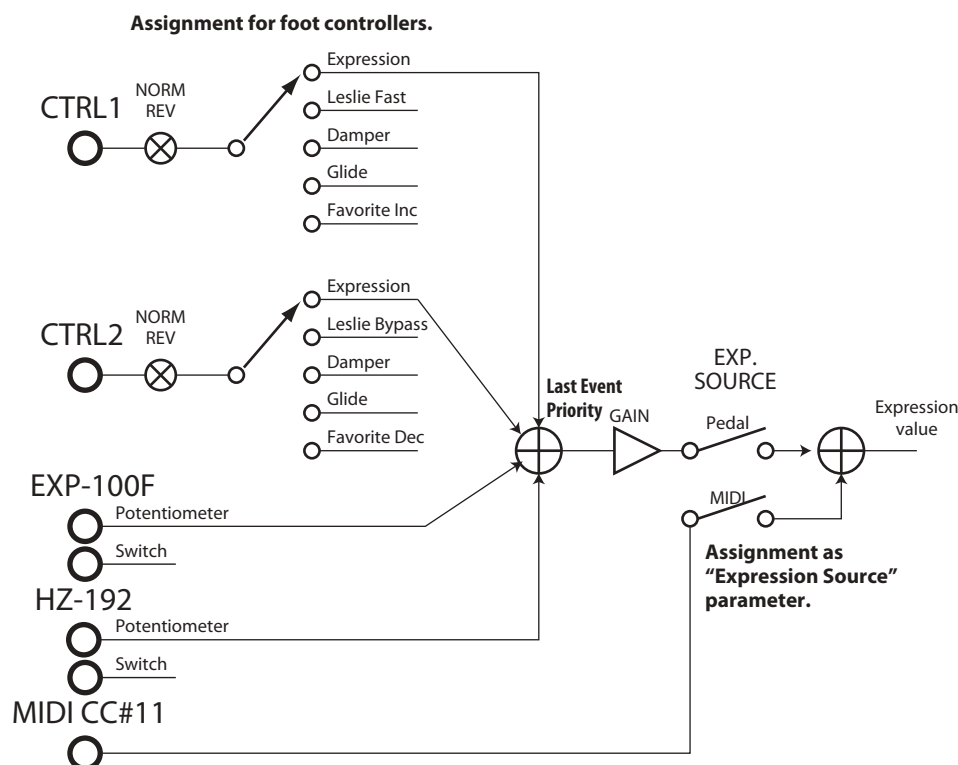 Assignment for foot controllers.
CTRL1
NORM
REV
Expression
Leslie Fast
Damper
Glide
Favorite Inc
CTRL2
NORM
REV
Expression
Leslie Bypass
Damper
Glide
Favorite Dec
Last Event
Priority
GAIN
EXP.
SOURCE
Pedal
Expression
value
EXP-100F
Potentiometer
Switch
MIDI
Assignment as
“Expression Source”
parameter.
HZ-192
Potentiometer
Switch
MIDI CC#11